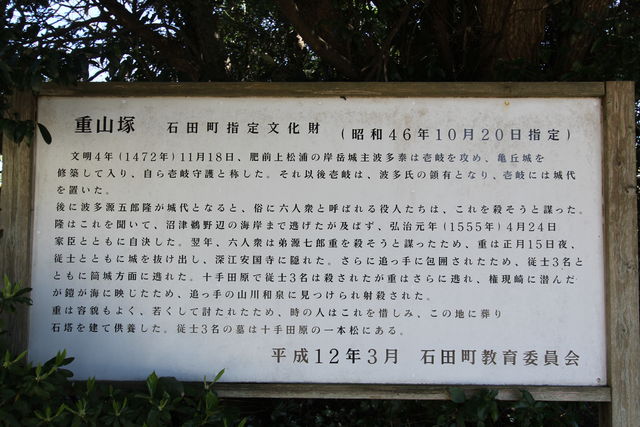 重山塚　石田町指定文化財　(昭和46年10月20日指定)
文明4年(1472年)11月18日、肥前上松浦の岸岳城主波多泰は壱岐を攻め、亀丘城を
修築して入り、自ら壱岐守護と称した。それ以後壱岐は、波多氏の領有となり、壱岐には城代
を置いた。
後に波多源五郎隆が城代となると、俗に六人衆と呼ばれる役人たちは、これを殺そうと謀った。
隆はこれを聞いて、沼津鵜野辺の海岸まで逃げたが及ばず、弘治元年(1555年)4月24日
家臣とともに自決した。翌年、六人衆は弟源七郎重を殺そうと謀ったため、重は正月15日夜、
従士とともに城を抜け出し、深江安国寺に隠れた。さらに追っ手に包囲されたため、従士3名と
ともに筒城方面に逃れた。十手田原で従士3名は殺されたが重はさらに逃れ、権現崎に潜んだ
が鎧が海に映じたため、追っ手の山川和泉に見つけられ射殺された。
重は容貌もよく、若くして討たれたため、時の人はこれを惜しみ、この地に葬り
石塔を建て供養した。従士3名の墓は十手田原の一本松にある。
平成12年3月　石田町教育委員会